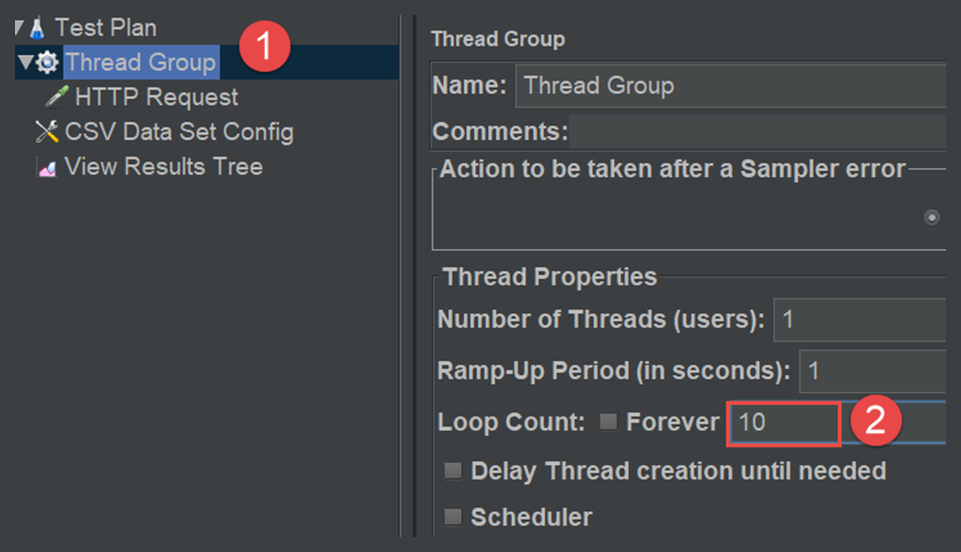 Test Plan
Thread Group
1
HTTP Request
CSV Data Set Config
View Results Tree
Thread Group
Name: Thread Group
Comments:
Action to be taken after a Sampler error
Thread Properties
Number of Threads (users): 1
Ramp-Up Period (in seconds): 1
Loop Count: Forever 10
2
Delay Thread creation until needed
Scheduler